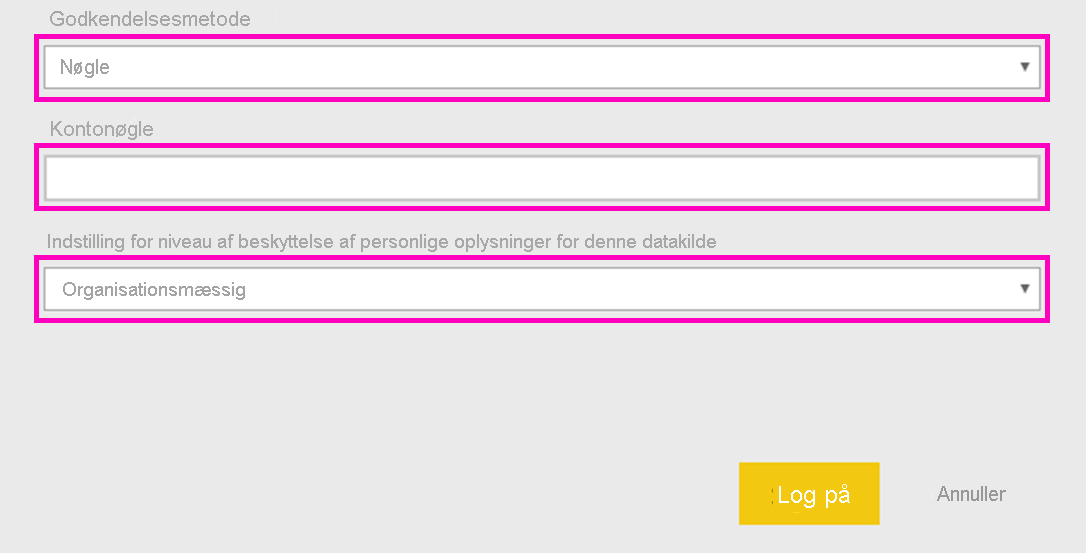 Godkendelsesmetode
Nøgle
Kontonøgle
Indstilling for niveau af beskyttelse af personlige oplysninger for denne datakilde
Organisationsmæssig
Log på
Annuller